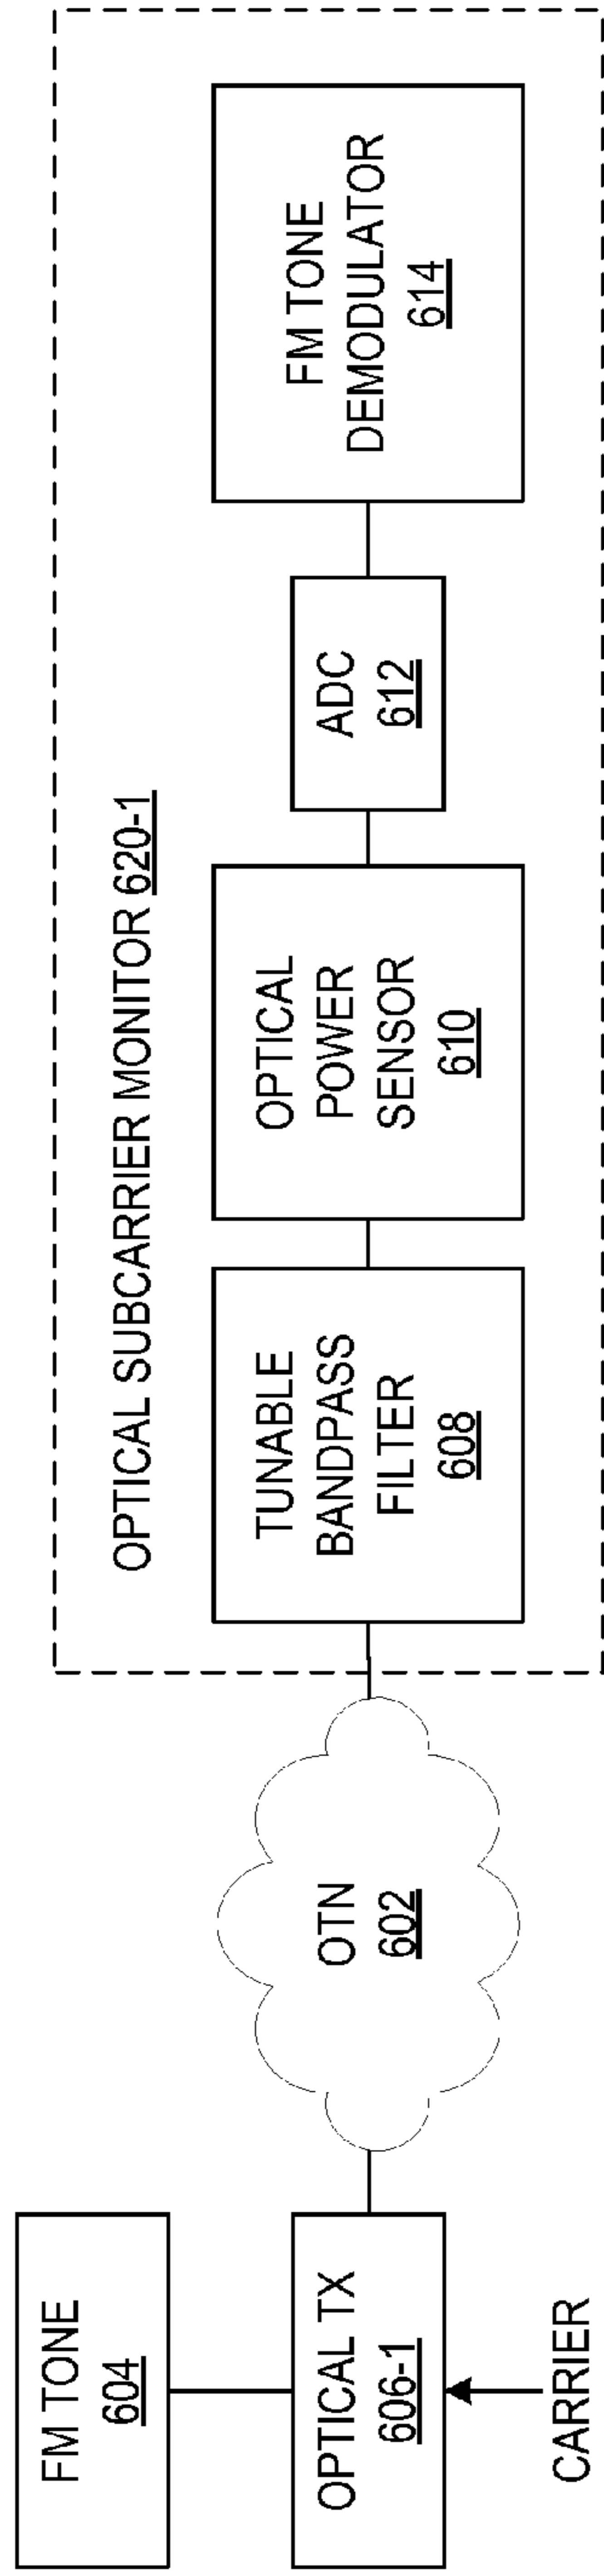 FM TONE
604
OPTICAL TX
606-1
CARRIER
OTN
602
OPTICAL SUBCARRIER MONITOR 620-1
TUNABLE
BANDPASS
FILTER
608
OPTICAL
POWER
SENSOR
610
ADC
612
FM TONE
DEMODULATOR
614